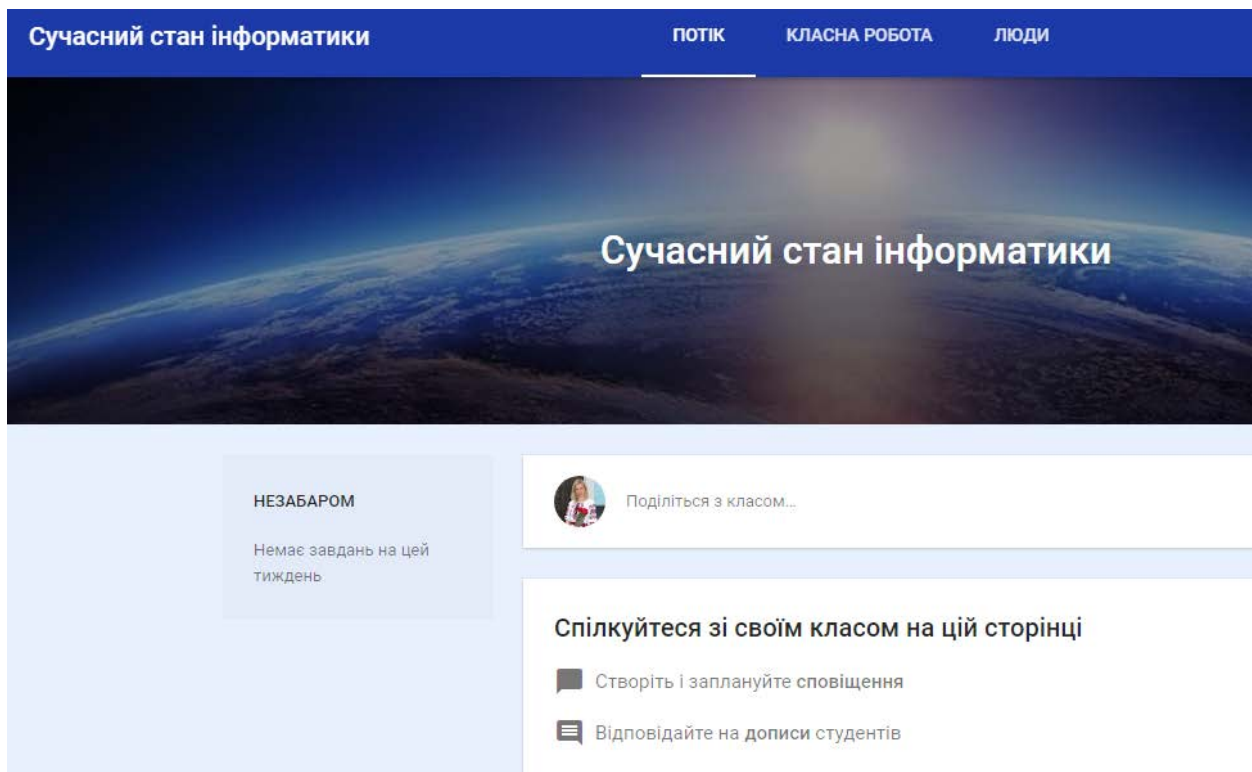 Сучасний стан інформатики
ПОТІК КЛАСНА РОБОТА ЛЮДИ
Сучасний стан інформатики
НЕЗАБАРОМ
Немає завдань на цей
тиждень
Поділіться з класом...
Спілкуйтеся зі своїм класом на цій сторінці
Створіть і заплануйте сповіщення
Відповідайте на дописи студентів